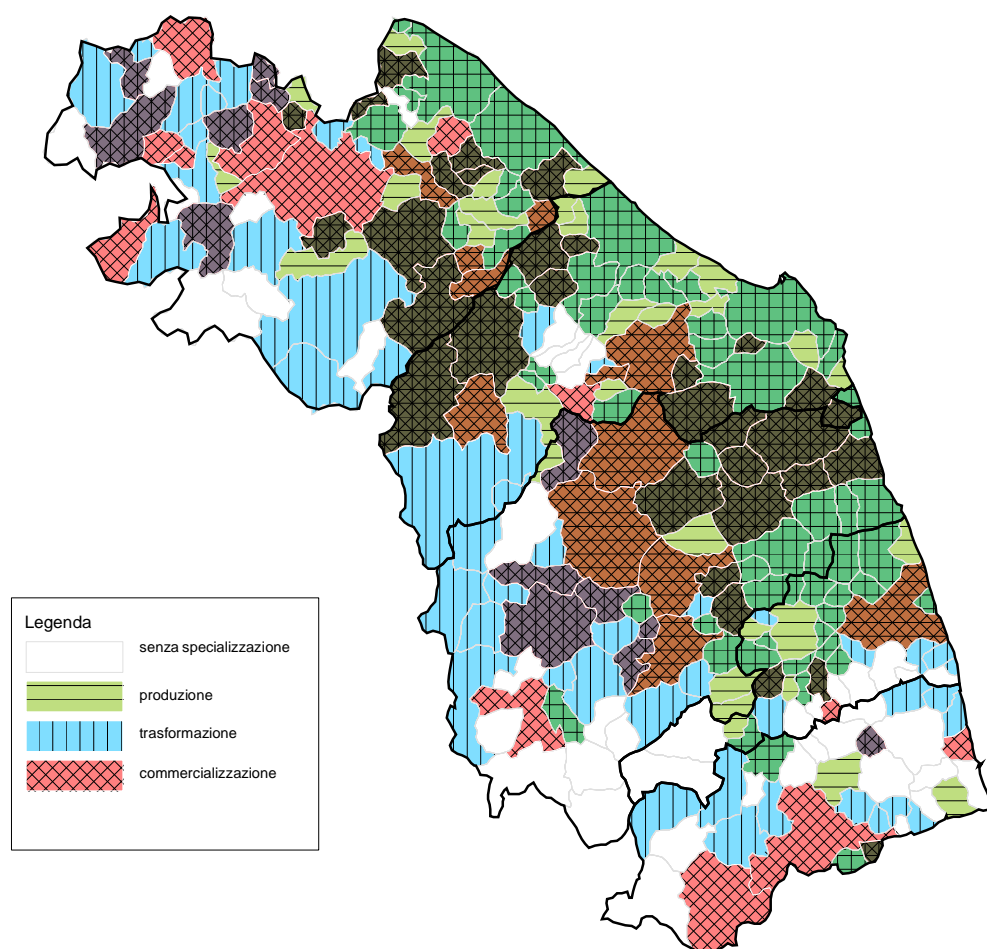 Legenda
senza specializzazione
produzione
trasformazione
commercializzazione